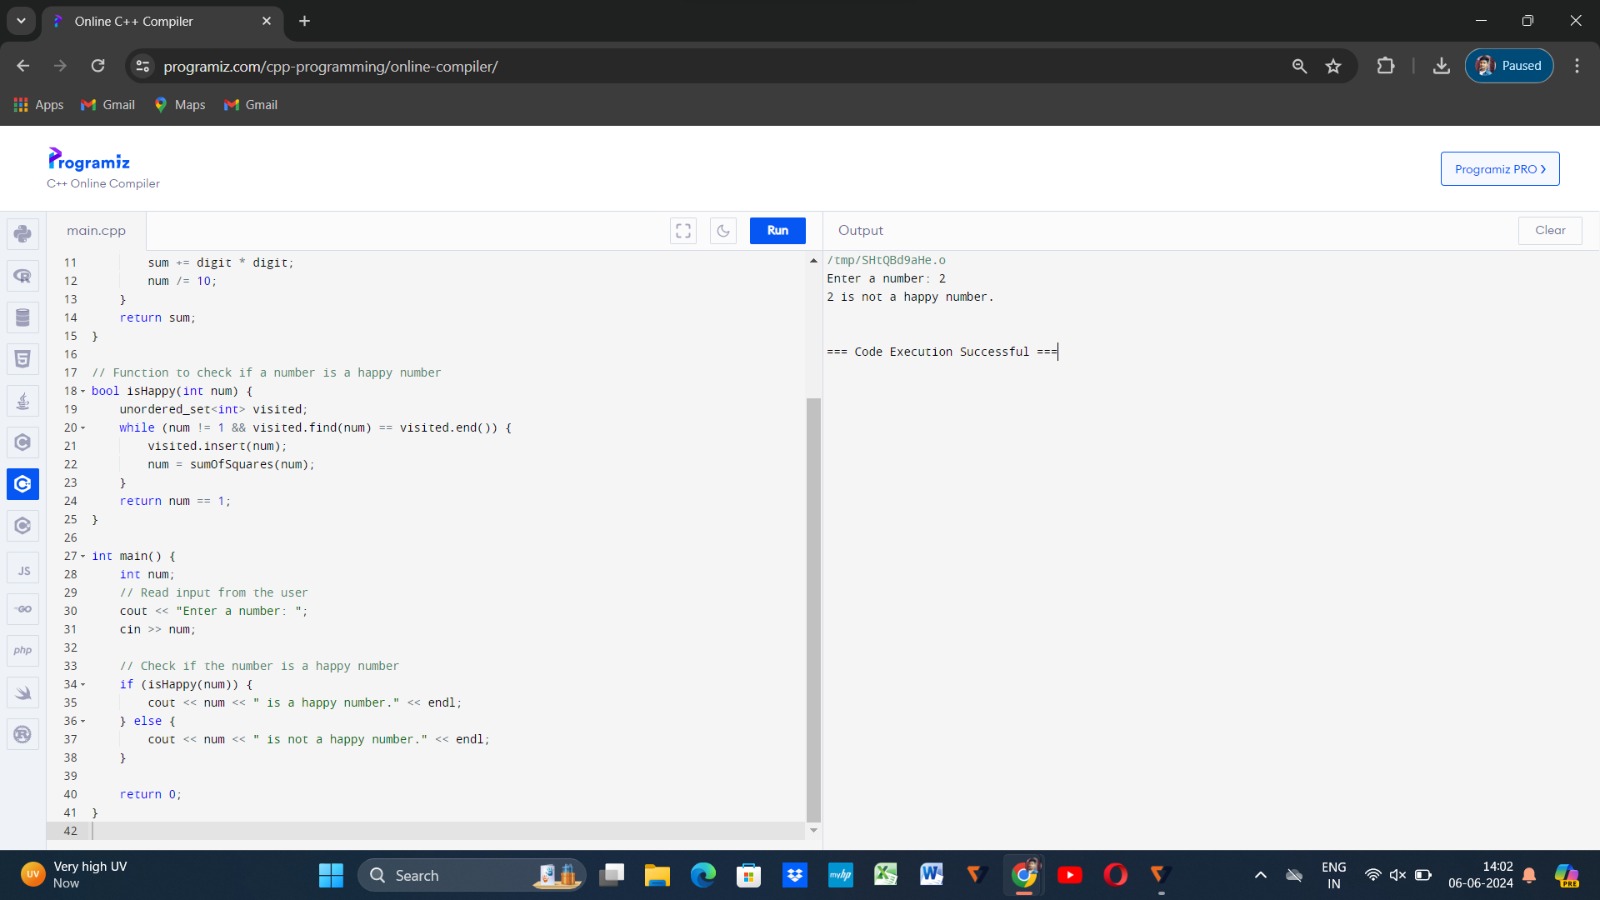 Online C++ Compiler
programiz.com/cpp-programming/online-compiler/
Paused
Apps
Gmail
Maps
Gmail
Programiz
C++ Online Compiler
Programiz PRO
main.cpp
Run
Output
Clear
11 sum += digit * digit;
12 num /= 10;
13 }
14 return sum;
15 }
16
17 // Function to check if a number is a happy number
18 bool isHappy(int num) {
19 unordered_set<int> visited;
20 while (num != 1 && visited.find(num) == visited.end()) {
21 visited.insert(num);
22 num = sumOfSquares(num);
23 }
24 return num == 1;
25 }
26
27 int main() {
28 int num;
29 // Read input from the user
30 cout << "Enter a number: ";
31 cin >> num;
32
33 // Check if the number is a happy number
34 if (isHappy(num)) {
35 cout << num << " is a happy number." << endl;
36 } else {
37 cout << num << " is not a happy number." << endl;
38 }
39
40 return 0;
41 }
42
/tmp/SHtQBd9aHe.o
Enter a number: 2
2 is not a happy number.
=== Code Execution Successful ===
JS
GO
php
UV
Very high UV
Now
Search
myhp
ENG
IN
14:02
06-06-2024
PRE